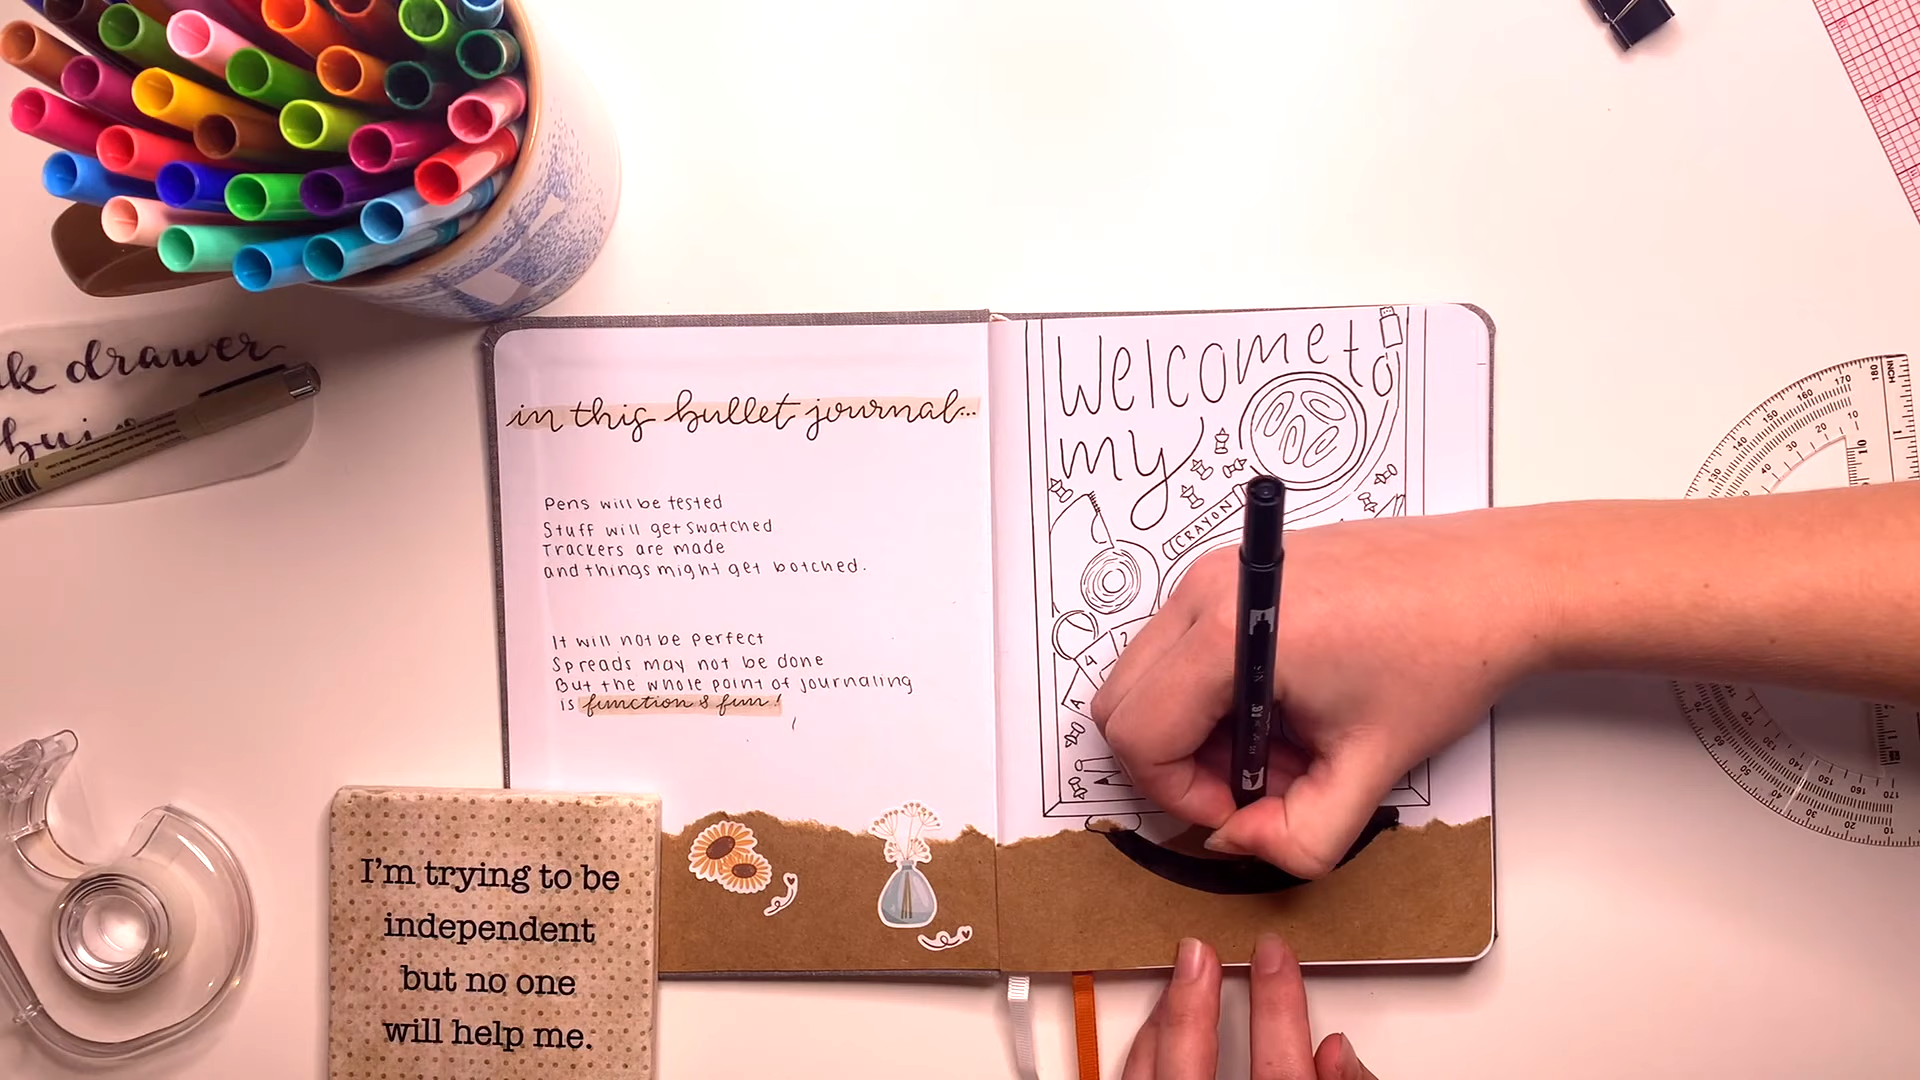 ak drawer
in this bullet journal...
Pens will be tested
Stuff will get swatched
Trackers are made
and things might get botched.
It will not be perfect
Spreads may not be done
But the whole point of journaling
is function & fun!
Welcome to
my
CRAYON
I'm trying to be
independent
but no one
will help me.